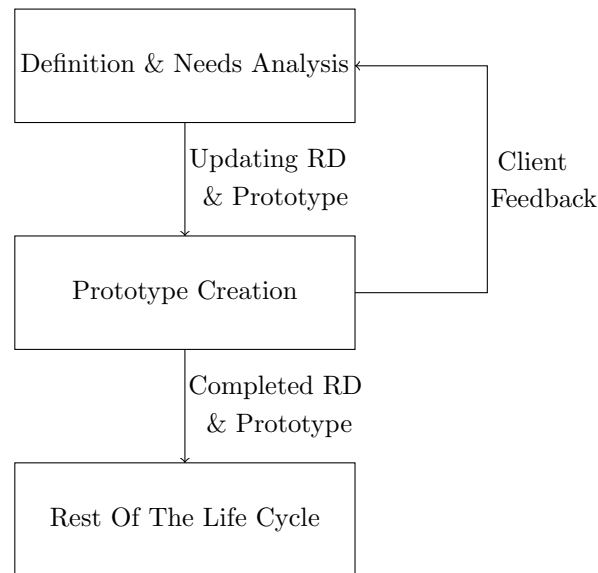 Definition & Needs Analysis
Updating RD
& Prototype
Client
Feedback
Prototype Creation
Completed RD
& Prototype
Rest Of The Life Cycle